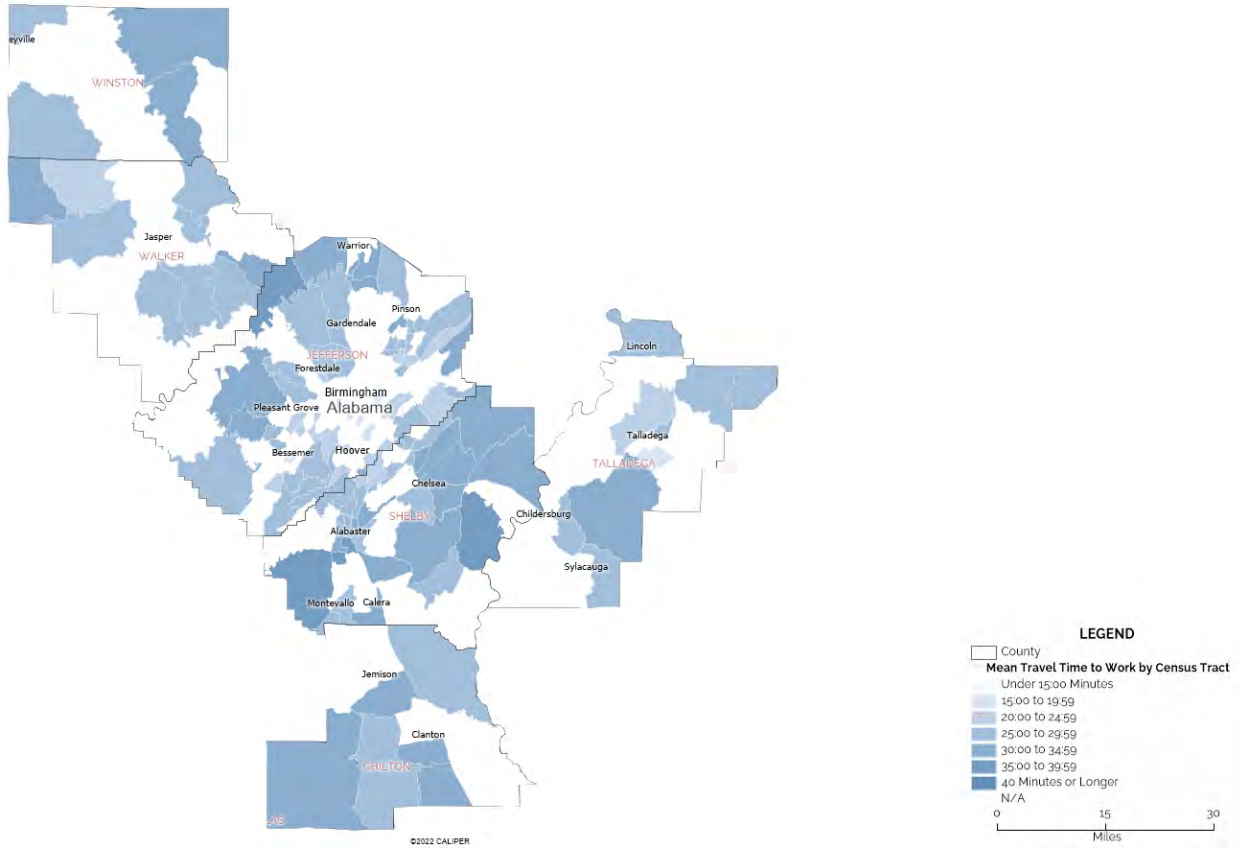 eyville
WINSTON
Jasper
WALKER
Warrior
Pinson
Gardendale
JEFFERSON
Forestdale
Lincoln
Birmingham
Pleasant Grove
Alabama
Talladega
Bessemer
Hoover
TALLADEGA
Chelsea
Childersburg
SHELBY
Alabaster
Sylacauga
Montevallo
Calera
Jemison
Clanton
CHILTON
LAS
©2022 CALIPER
LEGEND
County
Mean Travel Time to Work by Census Tract
Under 15:00 Minutes
15:00 to 19:59
20:00 to 24:59
25:00 to 29:59
30:00 to 34:59
35:00 to 39:59
40 Minutes or Longer
N/A
0 15 30
Miles